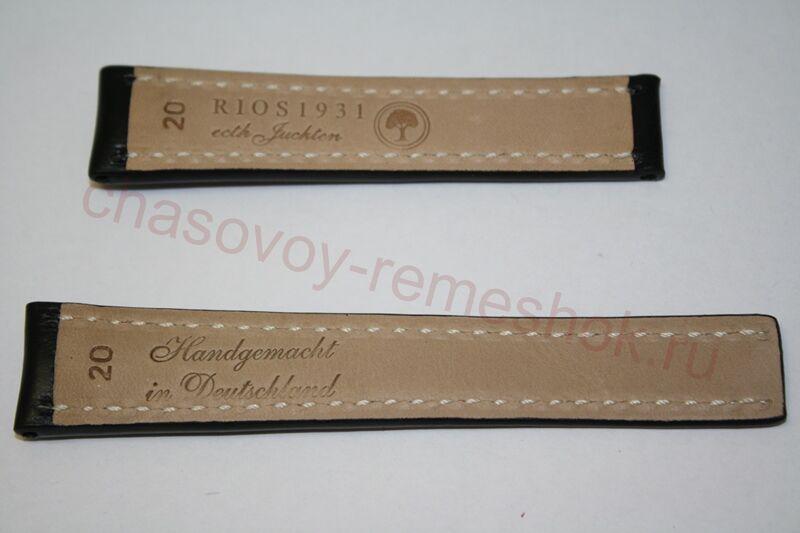 20
RIOS1931
echt Juchten
20
Handgemacht
in Deutschland
chasovoy-remeshok.ru